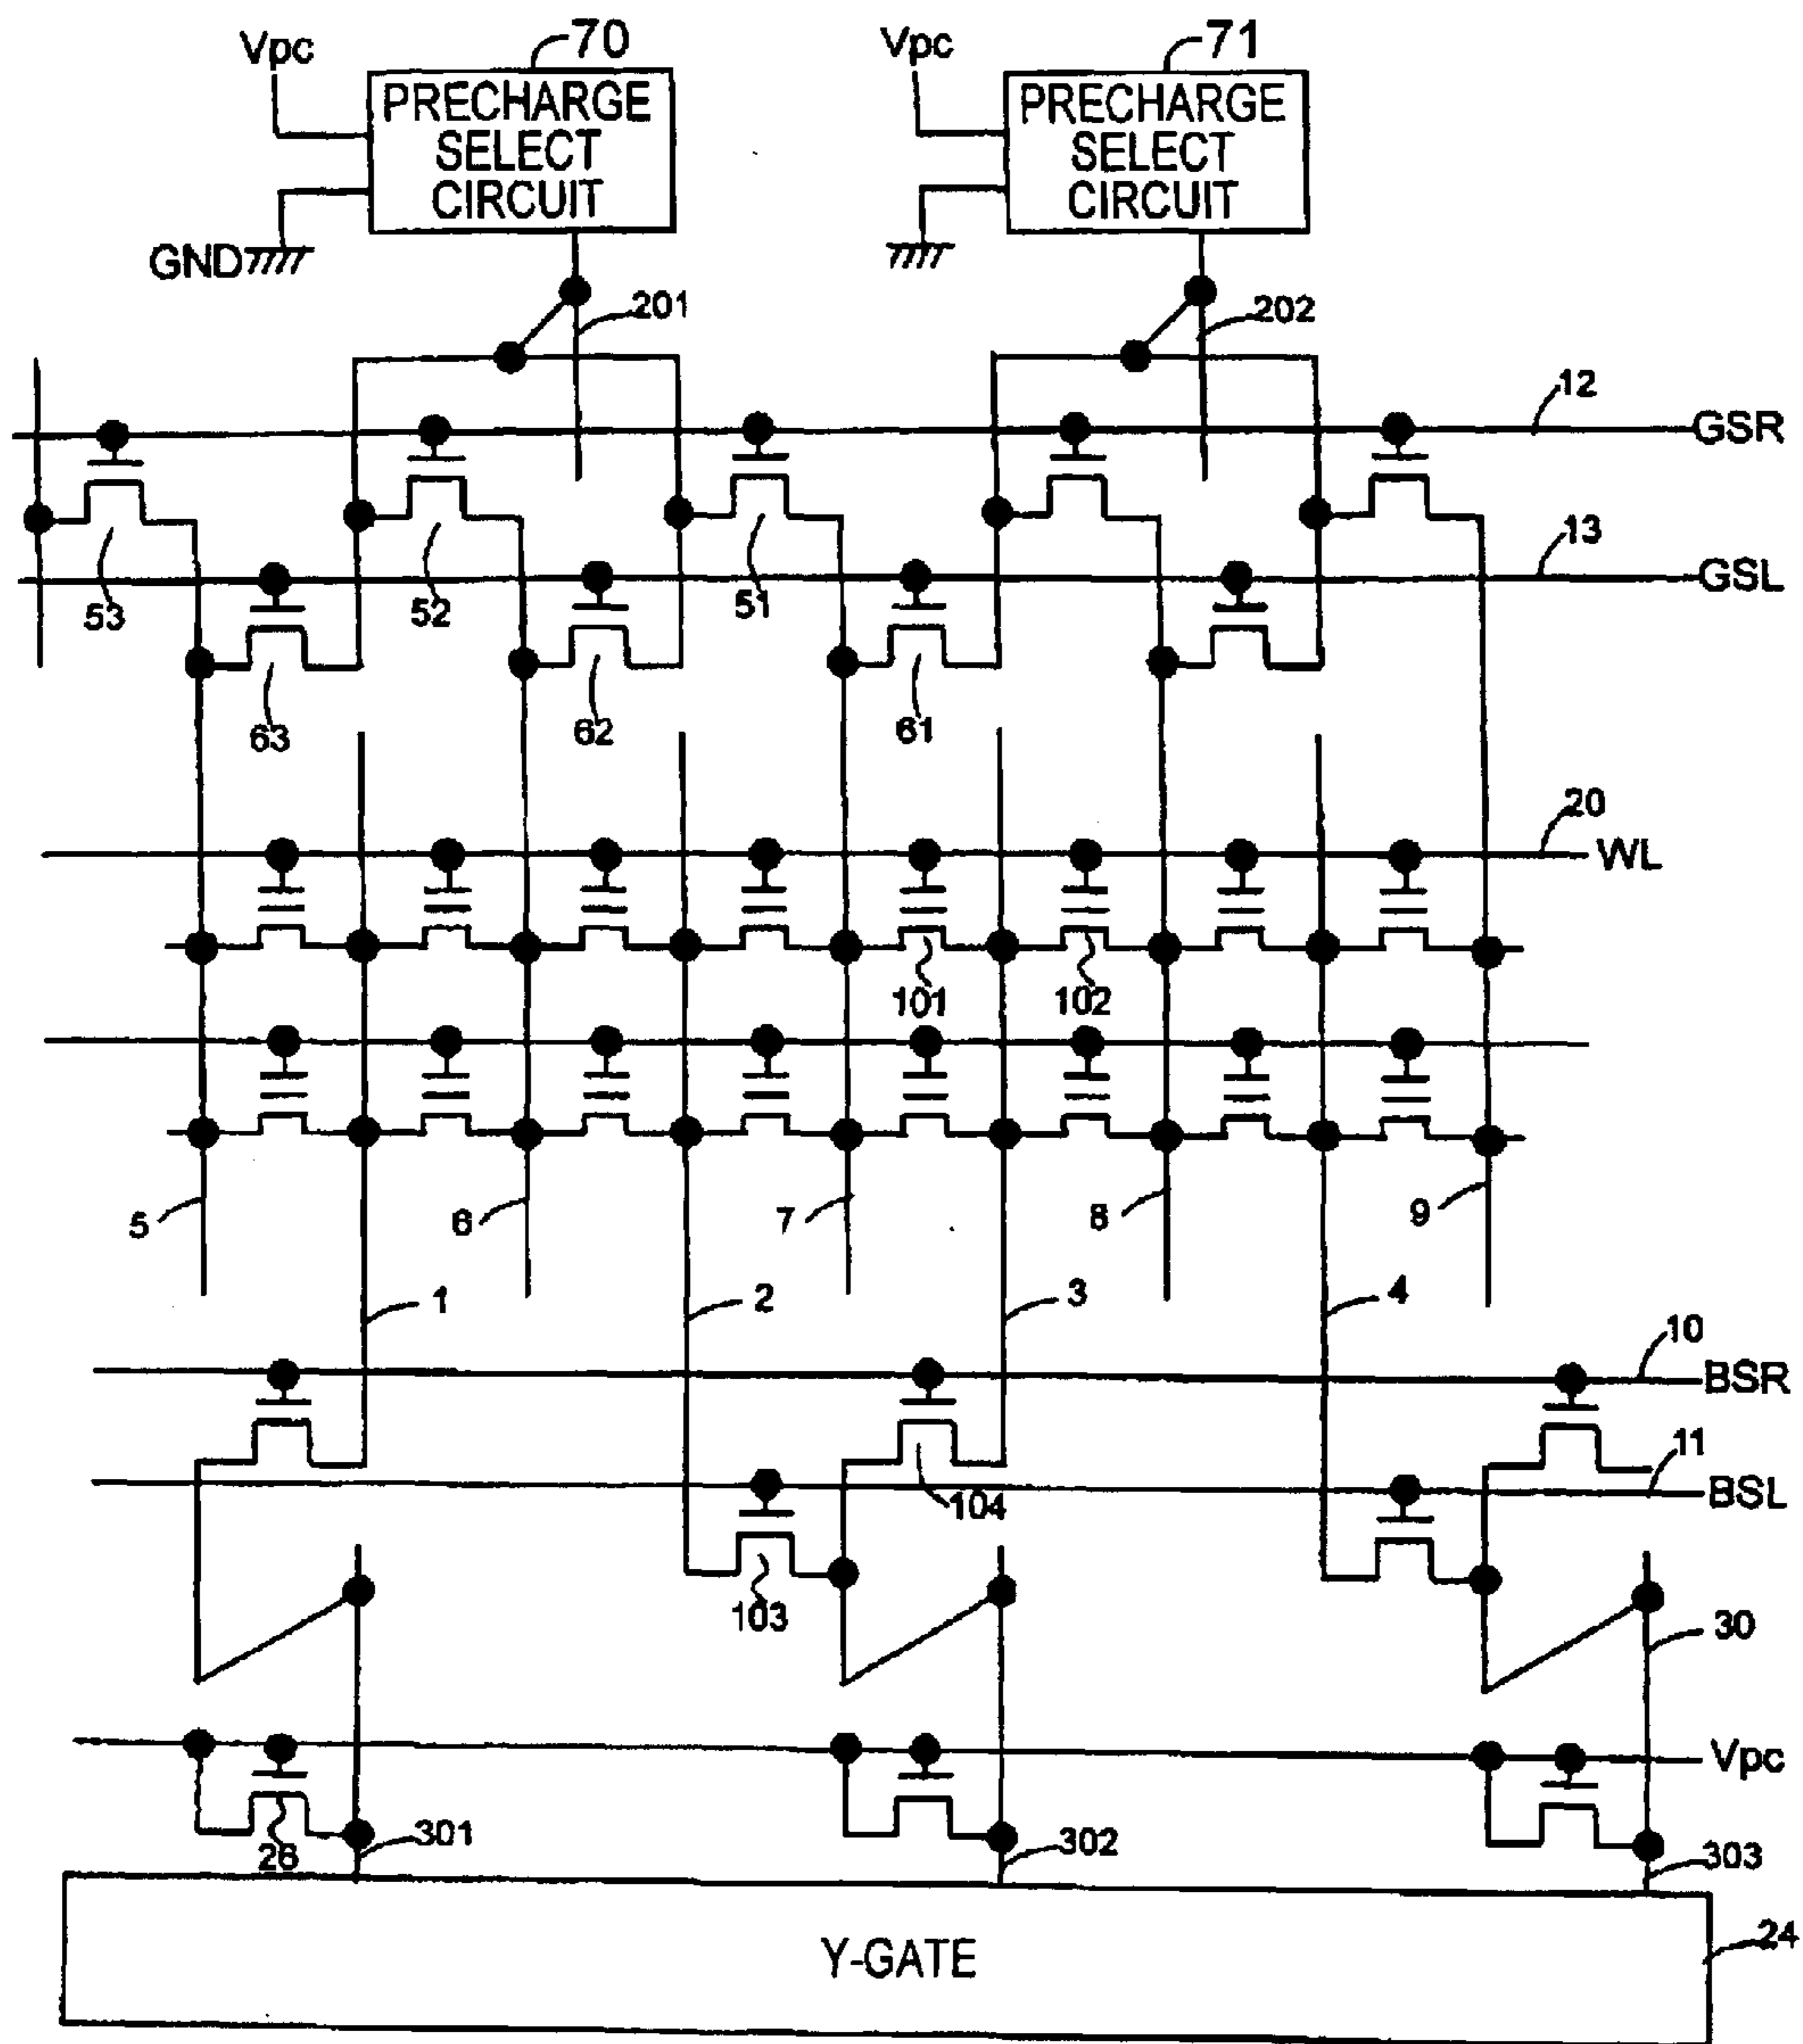 Vpc 70 Vpc 71
PRECHARGE SELECT CIRCUIT
PRECHARGE SELECT CIRCUIT
GND
201 202
12
GSR
13
GSL
53 52 51
63 62 61
20
WL
101 102
5 6 7 8 9
1 2 3 4
10
BSR
11
BSL
104
103
30
Vpc
26 301 302 303
Y-GATE
24